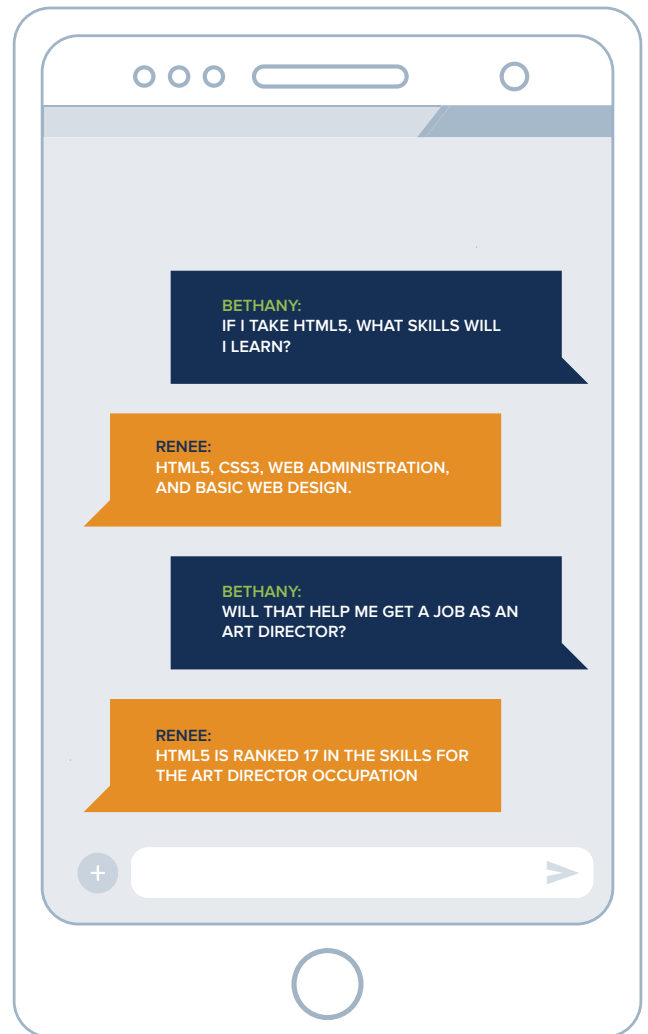 BETHANY:
IF I TAKE HTML5, WHAT SKILLS WILL
I LEARN?
RENEE:
HTML5, CSS3, WEB ADMINISTRATION,
AND BASIC WEB DESIGN.
BETHANY:
WILL THAT HELP ME GET A JOB AS AN
ART DIRECTOR?
RENEE:
HTML5 IS RANKED 17 IN THE SKILLS FOR
THE ART DIRECTOR OCCUPATION